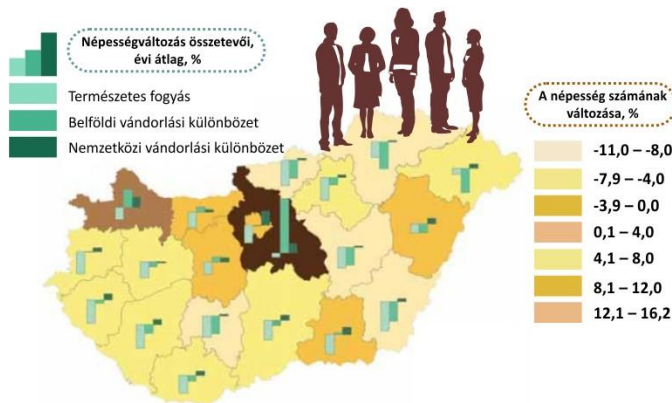 Népességváltozás összetevői,
évi átlag, %
Természetes fogyás
Belföldi vándorlási különbözet
Nemzetközi vándorlási különbözet
A népesség számának
változása, %
-11,0 – -8,0
-7,9 – -4,0
-3,9 – 0,0
0,1 – 4,0
4,1 – 8,0
8,1 – 12,0
12,1 – 16,2